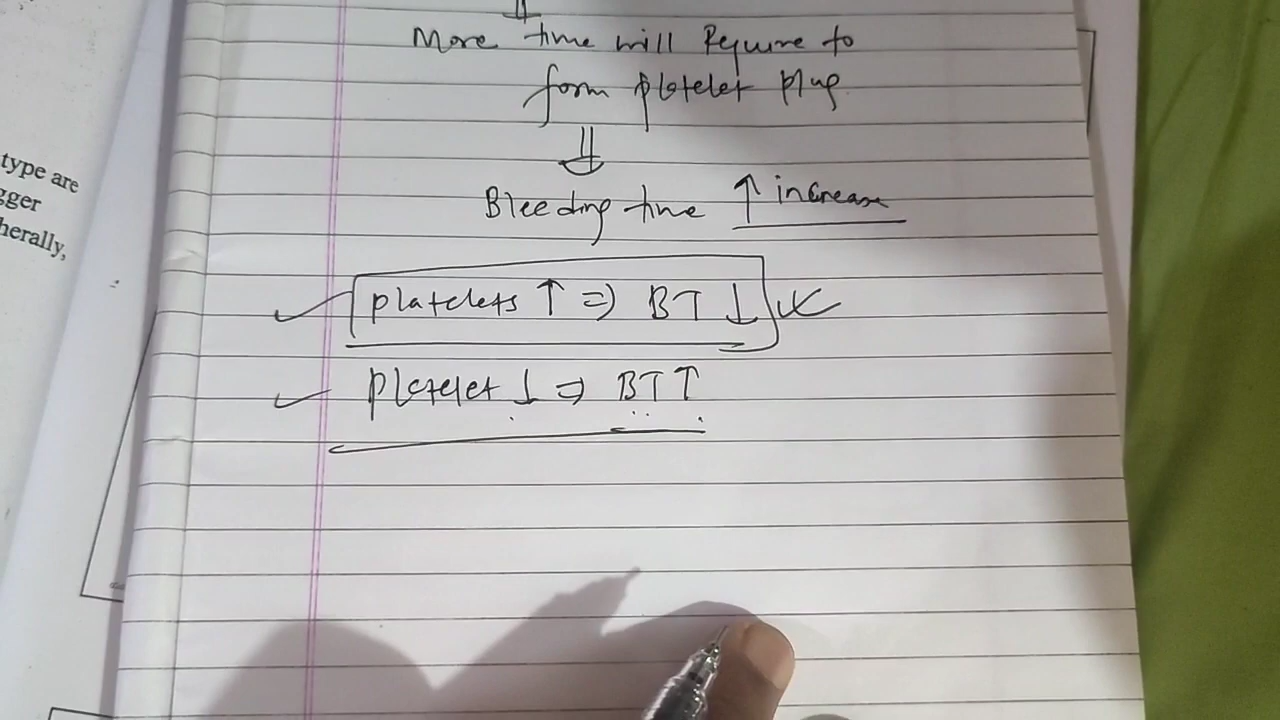 ⇓
More time will Require to
form platelet plug
⇓
Bleeding time ↑ increase
platelets ↑ ⇒ BT ↓
platelet ↓ ⇒ BT ↑
type are
gger
herally,